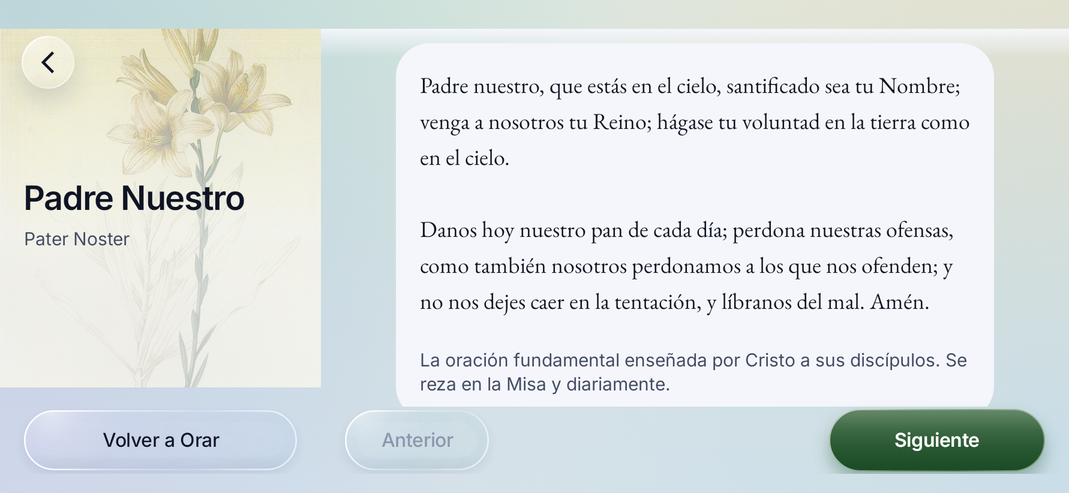 Padre Nuestro
Pater Noster
Padre nuestro, que estás en el cielo, santificado sea tu Nombre;
venga a nosotros tu Reino; hágase tu voluntad en la tierra como
en el cielo.
Danos hoy nuestro pan de cada día; perdona nuestras ofensas,
como también nosotros perdonamos a los que nos ofenden; y
no nos dejes caer en la tentación, y líbranos del mal. Amén.
La oración fundamental enseñada por Cristo a sus discípulos. Se
reza en la Misa y diariamente.
Volver a Orar
Anterior
Siguiente